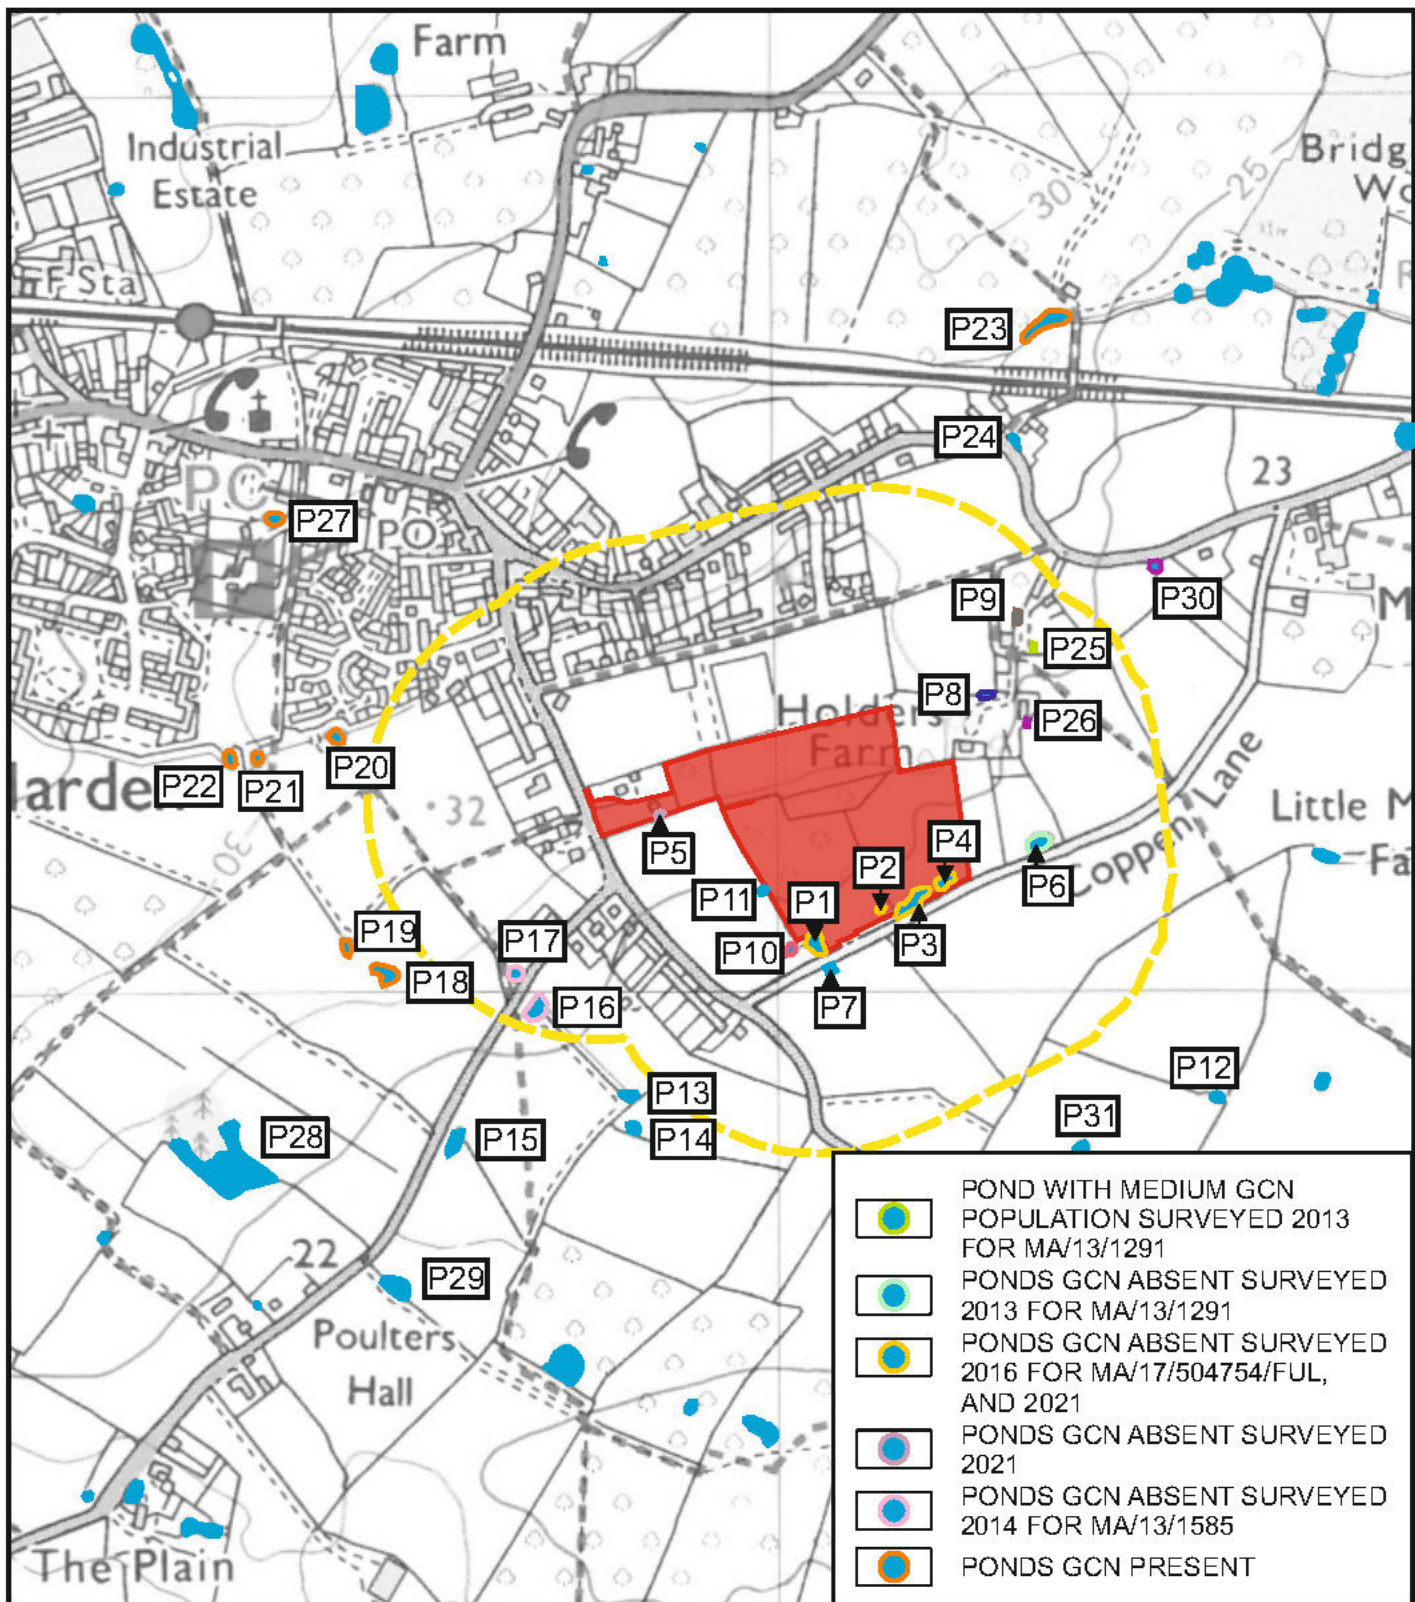 Farm
Industrial
Estate
Bridg
Wo
30
25
R
FF Sta
P23
P24
23
PC
P27
PO
P9
P30
M
P25
P8
Holders
Farm
P26
P22
P21
P20
larden
32
30
P5
P4
P2
P6
Coppen Lane
Little M
Fa
P11
P1
P3
P10
P7
P19
P17
P18
P16
P12
P13
P31
P28
P15
P14
22
P29
Poulters
Hall
The Plain
POND WITH MEDIUM GCN
POPULATION SURVEYED 2013
FOR MA/13/1291
PONDS GCN ABSENT SURVEYED
2013 FOR MA/13/1291
PONDS GCN ABSENT SURVEYED
2016 FOR MA/17/504754/FUL,
AND 2021
PONDS GCN ABSENT SURVEYED
2021
PONDS GCN ABSENT SURVEYED
2014 FOR MA/13/1585
PONDS GCN PRESENT